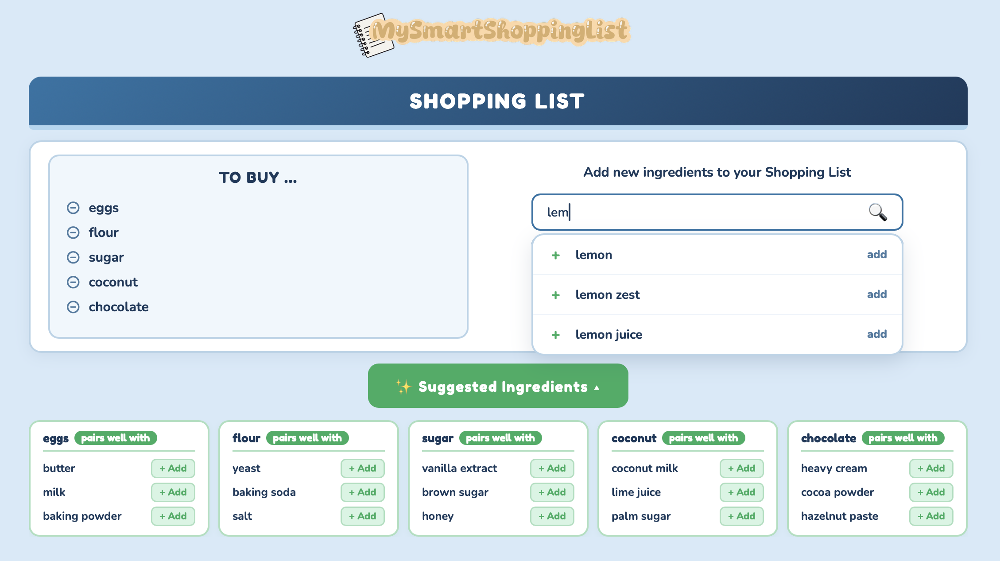 MySmartShoppinglist
SHOPPING LIST
TO BUY ...
eggs
flour
sugar
coconut
chocolate
Add new ingredients to your Shopping List
lem
+ lemon add
+ lemon zest add
+ lemon juice add
✨ Suggested Ingredients ▲
eggs pairs well with
butter + Add
milk + Add
baking powder + Add
flour pairs well with
yeast + Add
baking soda + Add
salt + Add
sugar pairs well with
vanilla extract + Add
brown sugar + Add
honey + Add
coconut pairs well with
coconut milk + Add
lime juice + Add
palm sugar + Add
chocolate pairs well with
heavy cream + Add
cocoa powder + Add
hazelnut paste + Add